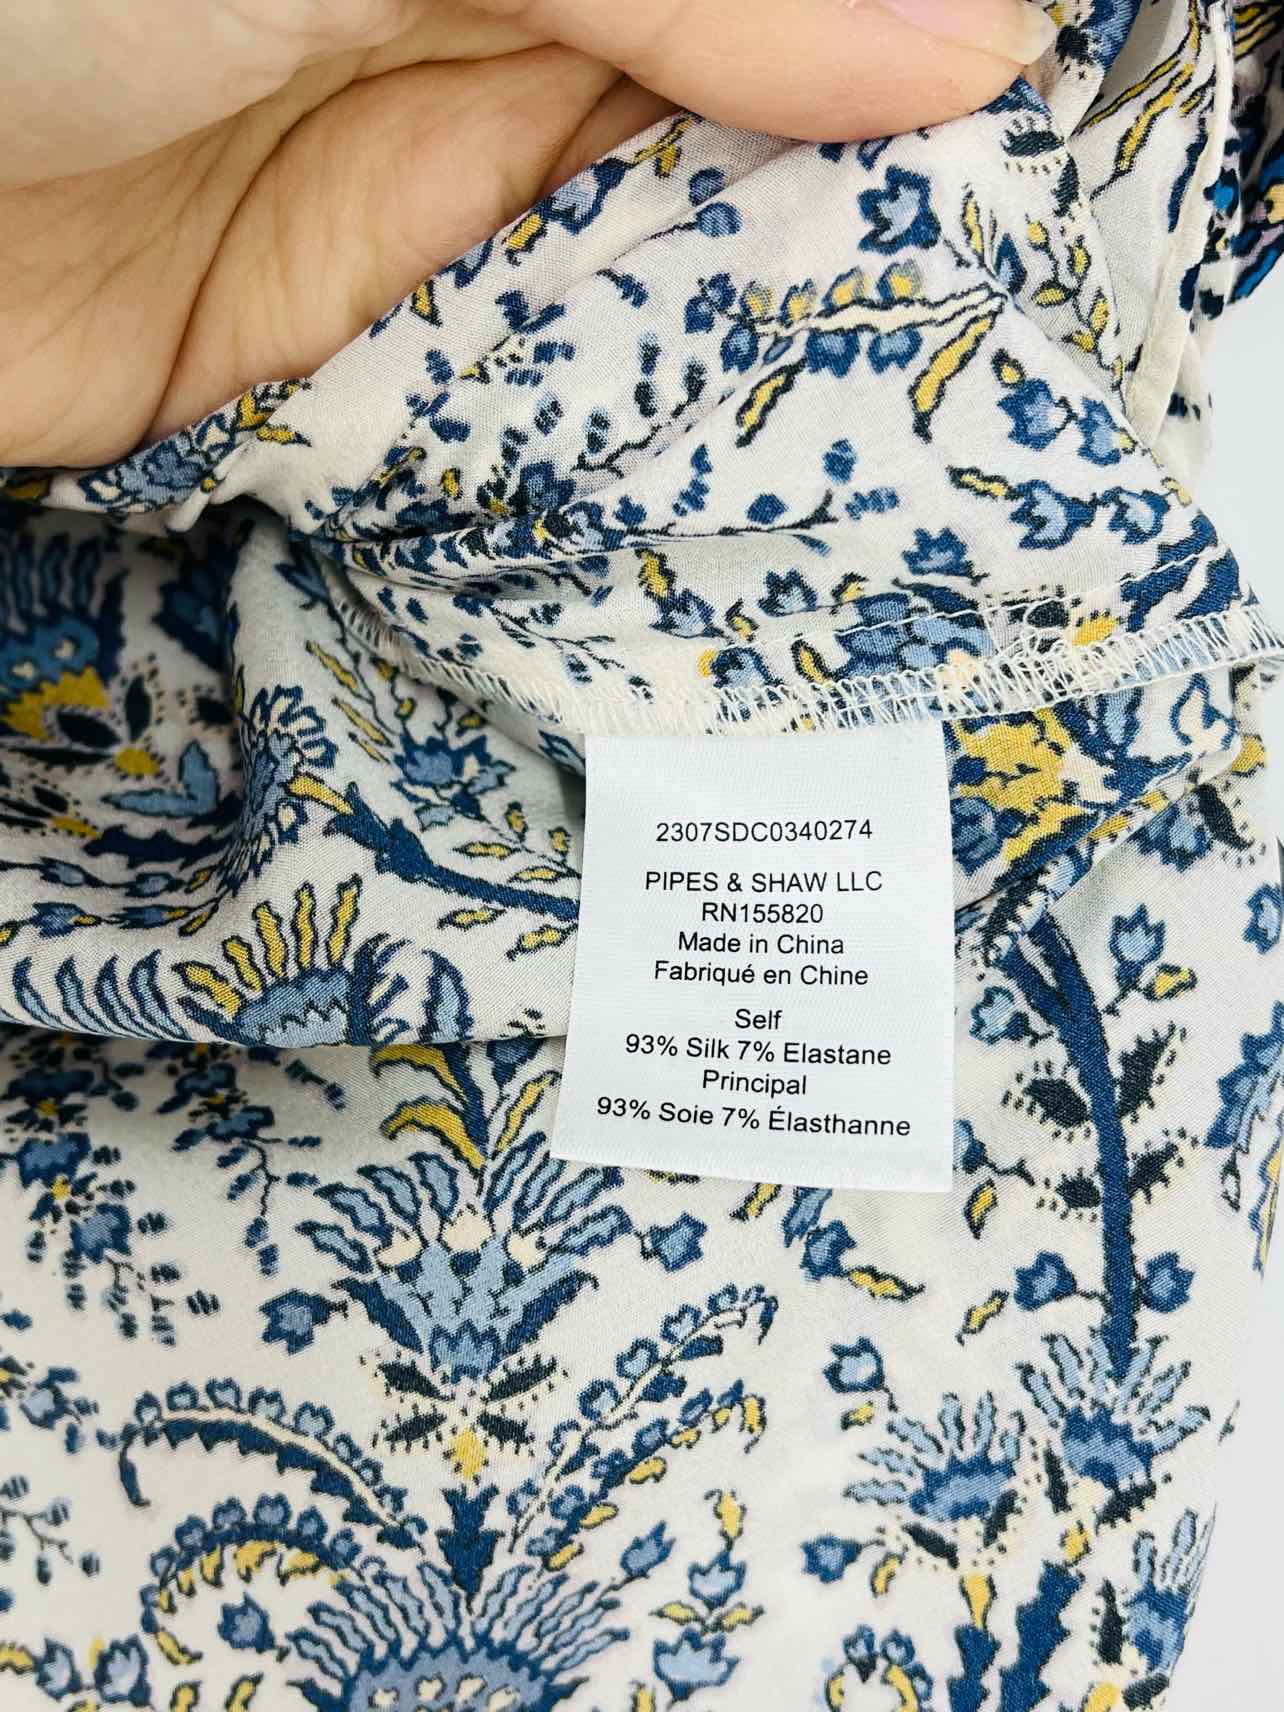 2307SDC0340274
PIPES & SHAW LLC
RN155820
Made in China
Fabriqué en Chine
Self
93% Silk 7% Elastane
Principal
93% Soie 7% Élasthanne